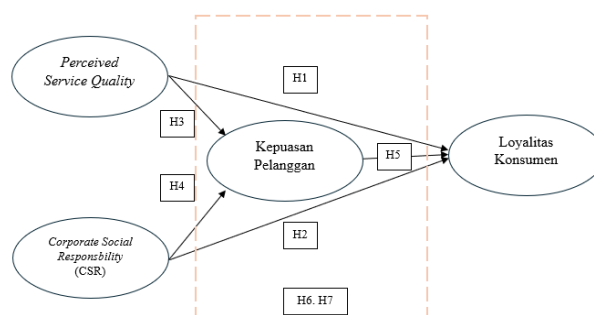 Perceived
Service Quality
H1
H3
Kepuasan
Pelanggan
H5
Loyalitas
Konsumen
H4
Corporate Social
Responsbility
(CSR)
H2
H6. H7